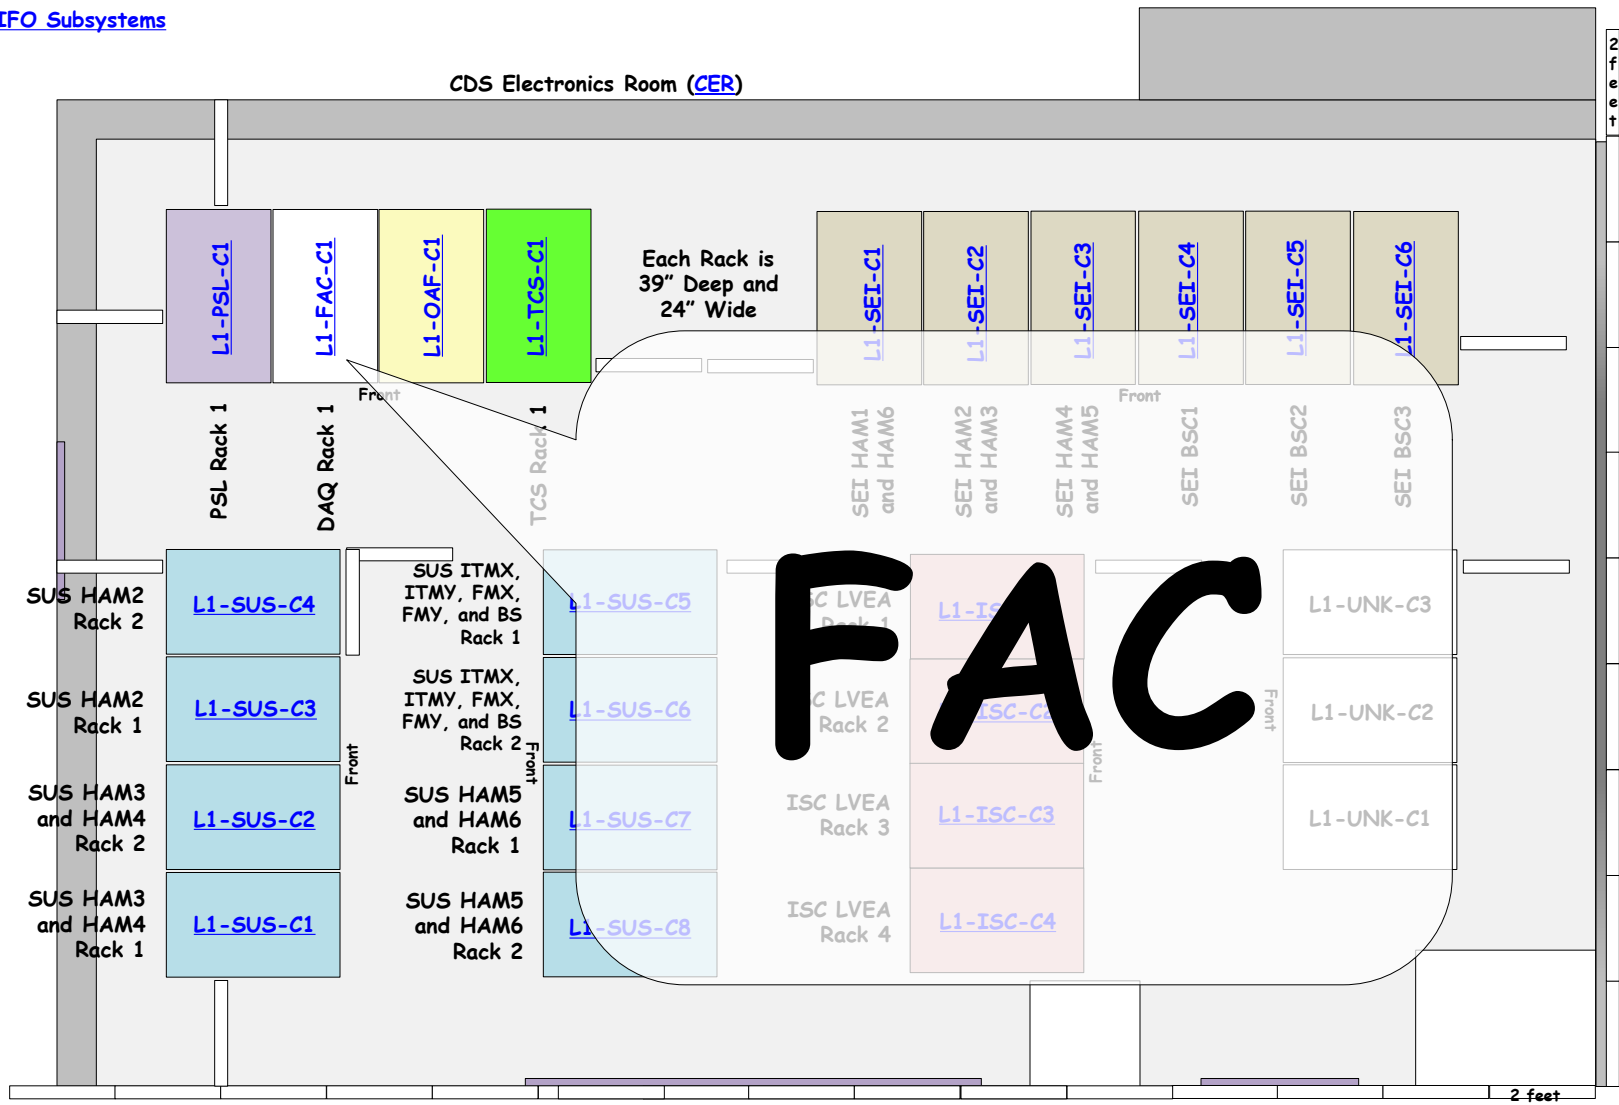 IFO Subsystems
CDS Electronics Room (CER)
2 feet
L1-PSL-C1
L1-FAC-C1
L1-OAF-C1
L1-TCS-C1
Each Rack is
39” Deep and
24” Wide
L1-SEI-C1
L1-SEI-C2
L1-SEI-C3
L1-SEI-C4
L1-SEI-C5
L1-SEI-C6
Front
Front
PSL Rack 1
DAQ Rack 1
TCS Rack 1
SEI HAM1
and HAM6
SEI HAM2
and HAM3
SEI HAM4
and HAM5
SEI BSC1
SEI BSC2
SEI BSC3
FAC
SUS HAM2
Rack 2
L1-SUS-C4
SUS ITMX,
ITMY, FMX,
FMY, and BS
Rack 1
L1-SUS-C5
LVEA
Rack 1
L1-UNK-C3
SUS HAM2
Rack 1
L1-SUS-C3
SUS ITMX,
ITMY, FMX,
FMY, and BS
Rack 2
L1-SUS-C6
LVEA
Rack 2
ISC-C2
L1-UNK-C2
Front
Front
Front
Front
SUS HAM3
and HAM4
Rack 2
L1-SUS-C2
SUS HAM5
and HAM6
Rack 1
L1-SUS-C7
ISC LVEA
Rack 3
L1-ISC-C3
L1-UNK-C1
SUS HAM3
and HAM4
Rack 1
L1-SUS-C1
SUS HAM5
and HAM6
Rack 2
L1-SUS-C8
ISC LVEA
Rack 4
L1-ISC-C4
2 feet